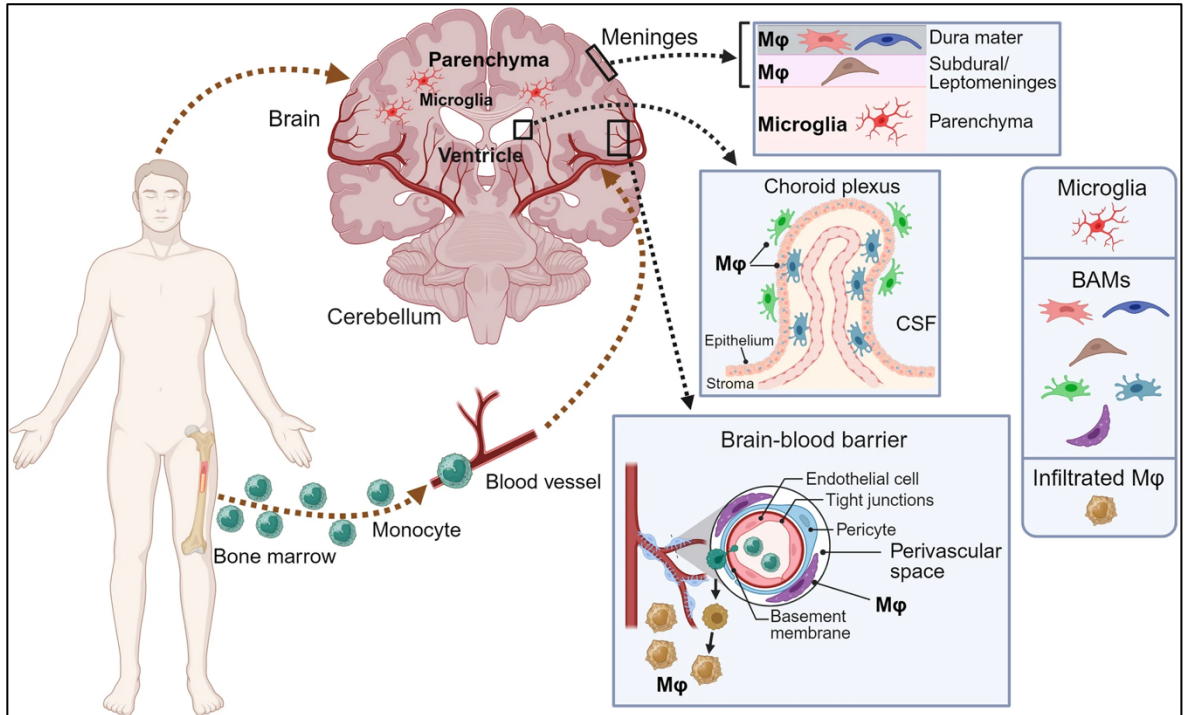 Parenchyma
Microglia
Ventricle
Brain
Cerebellum
Meninges
Mφ
Dura mater
Mφ
Subdural/
Leptomeninges
Microglia
Parenchyma
Choroid plexus
Mφ
CSF
Epithelium
Stroma
Microglia
BAMs
Infiltrated Mφ
Blood vessel
Monocyte
Bone marrow
Brain-blood barrier
Endothelial cell
Tight junctions
Pericyte
Perivascular
space
Mφ
Basement
membrane
Mφ